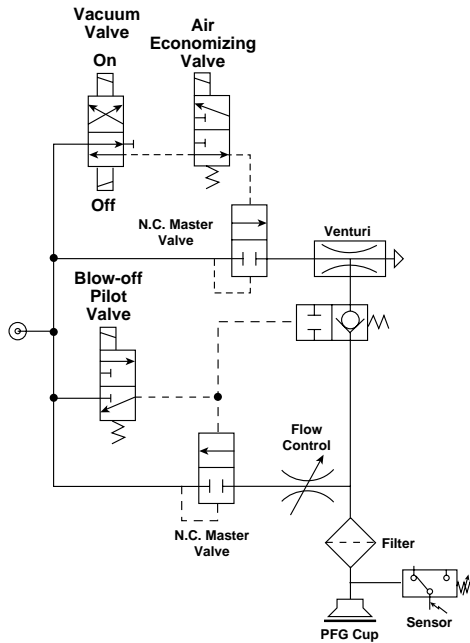 Vacuum
Valve
On
Off
Air
Economizing
Valve
N.C. Master
Valve
Venturi
Blow-off
Pilot
Valve
Flow
Control
N.C. Master
Valve
Filter
Sensor
PFG Cup